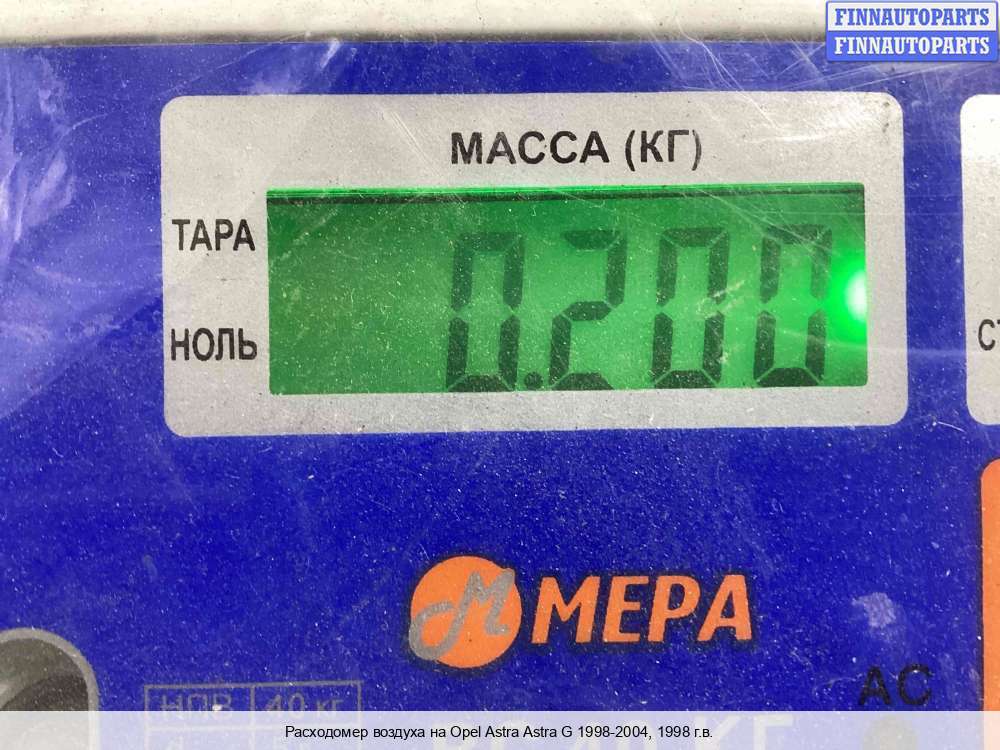 FINNAUTOPARTS
FINNAUTOPARTS
МАССА (КГ)
ТАРА
0.200
НОЛЬ
М МЕРА
АС
НПВ 40 кг
Расходомер воздуха на Opel Astra Astra G 1998-2004, 1998 г.в.